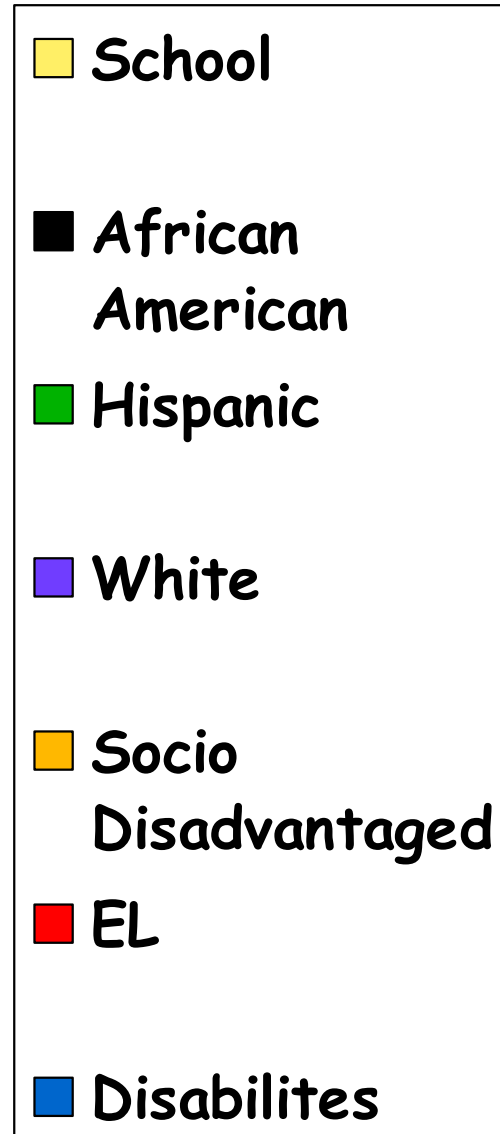 School
African
American
Hispanic
White
Socio
Disadvantaged
EL
Disabilites